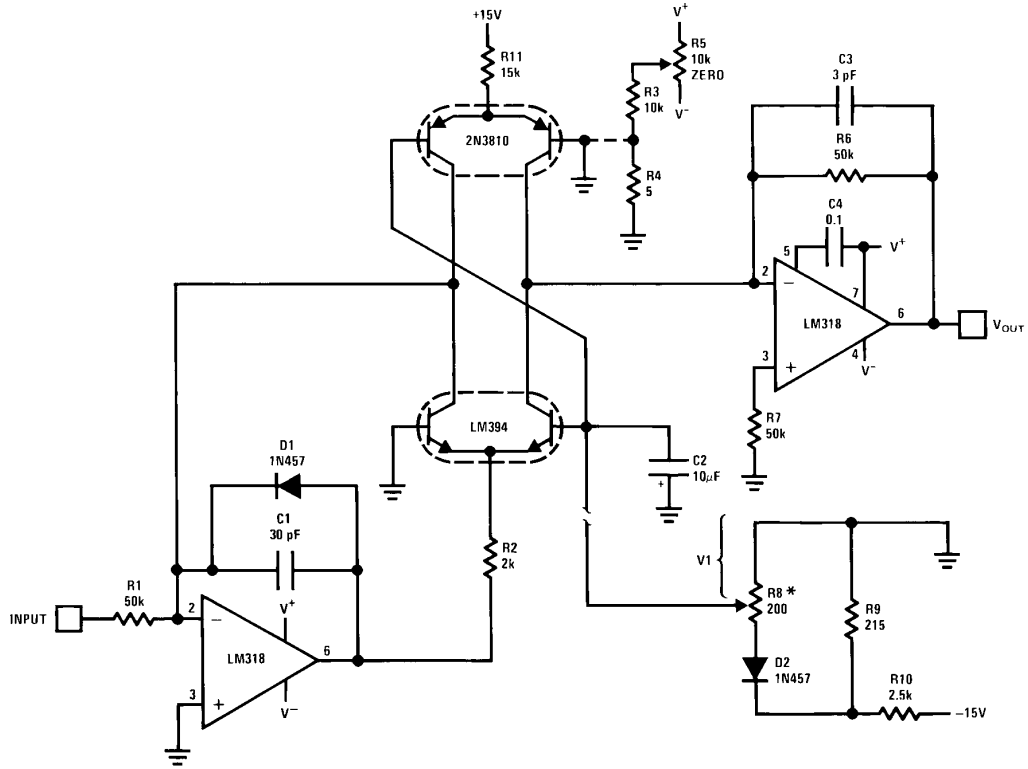 +15V
R11
15k
2N3810
V+
R5
10k
ZERO
V−
R3
10k
R4
5
C3
3 pF
R6
50k
C4
0.1
V+
5
2
−
7
LM318
6
VOUT
3
+
4
V−
R7
50k
LM394
C2
10μF
+
D1
1N457
C1
30 pF
R2
2k
R1
50k
INPUT
2
−
V+
LM318
6
3
+
V−
V1
R8*
200
R9
215
D2
1N457
R10
2.5k
−15V